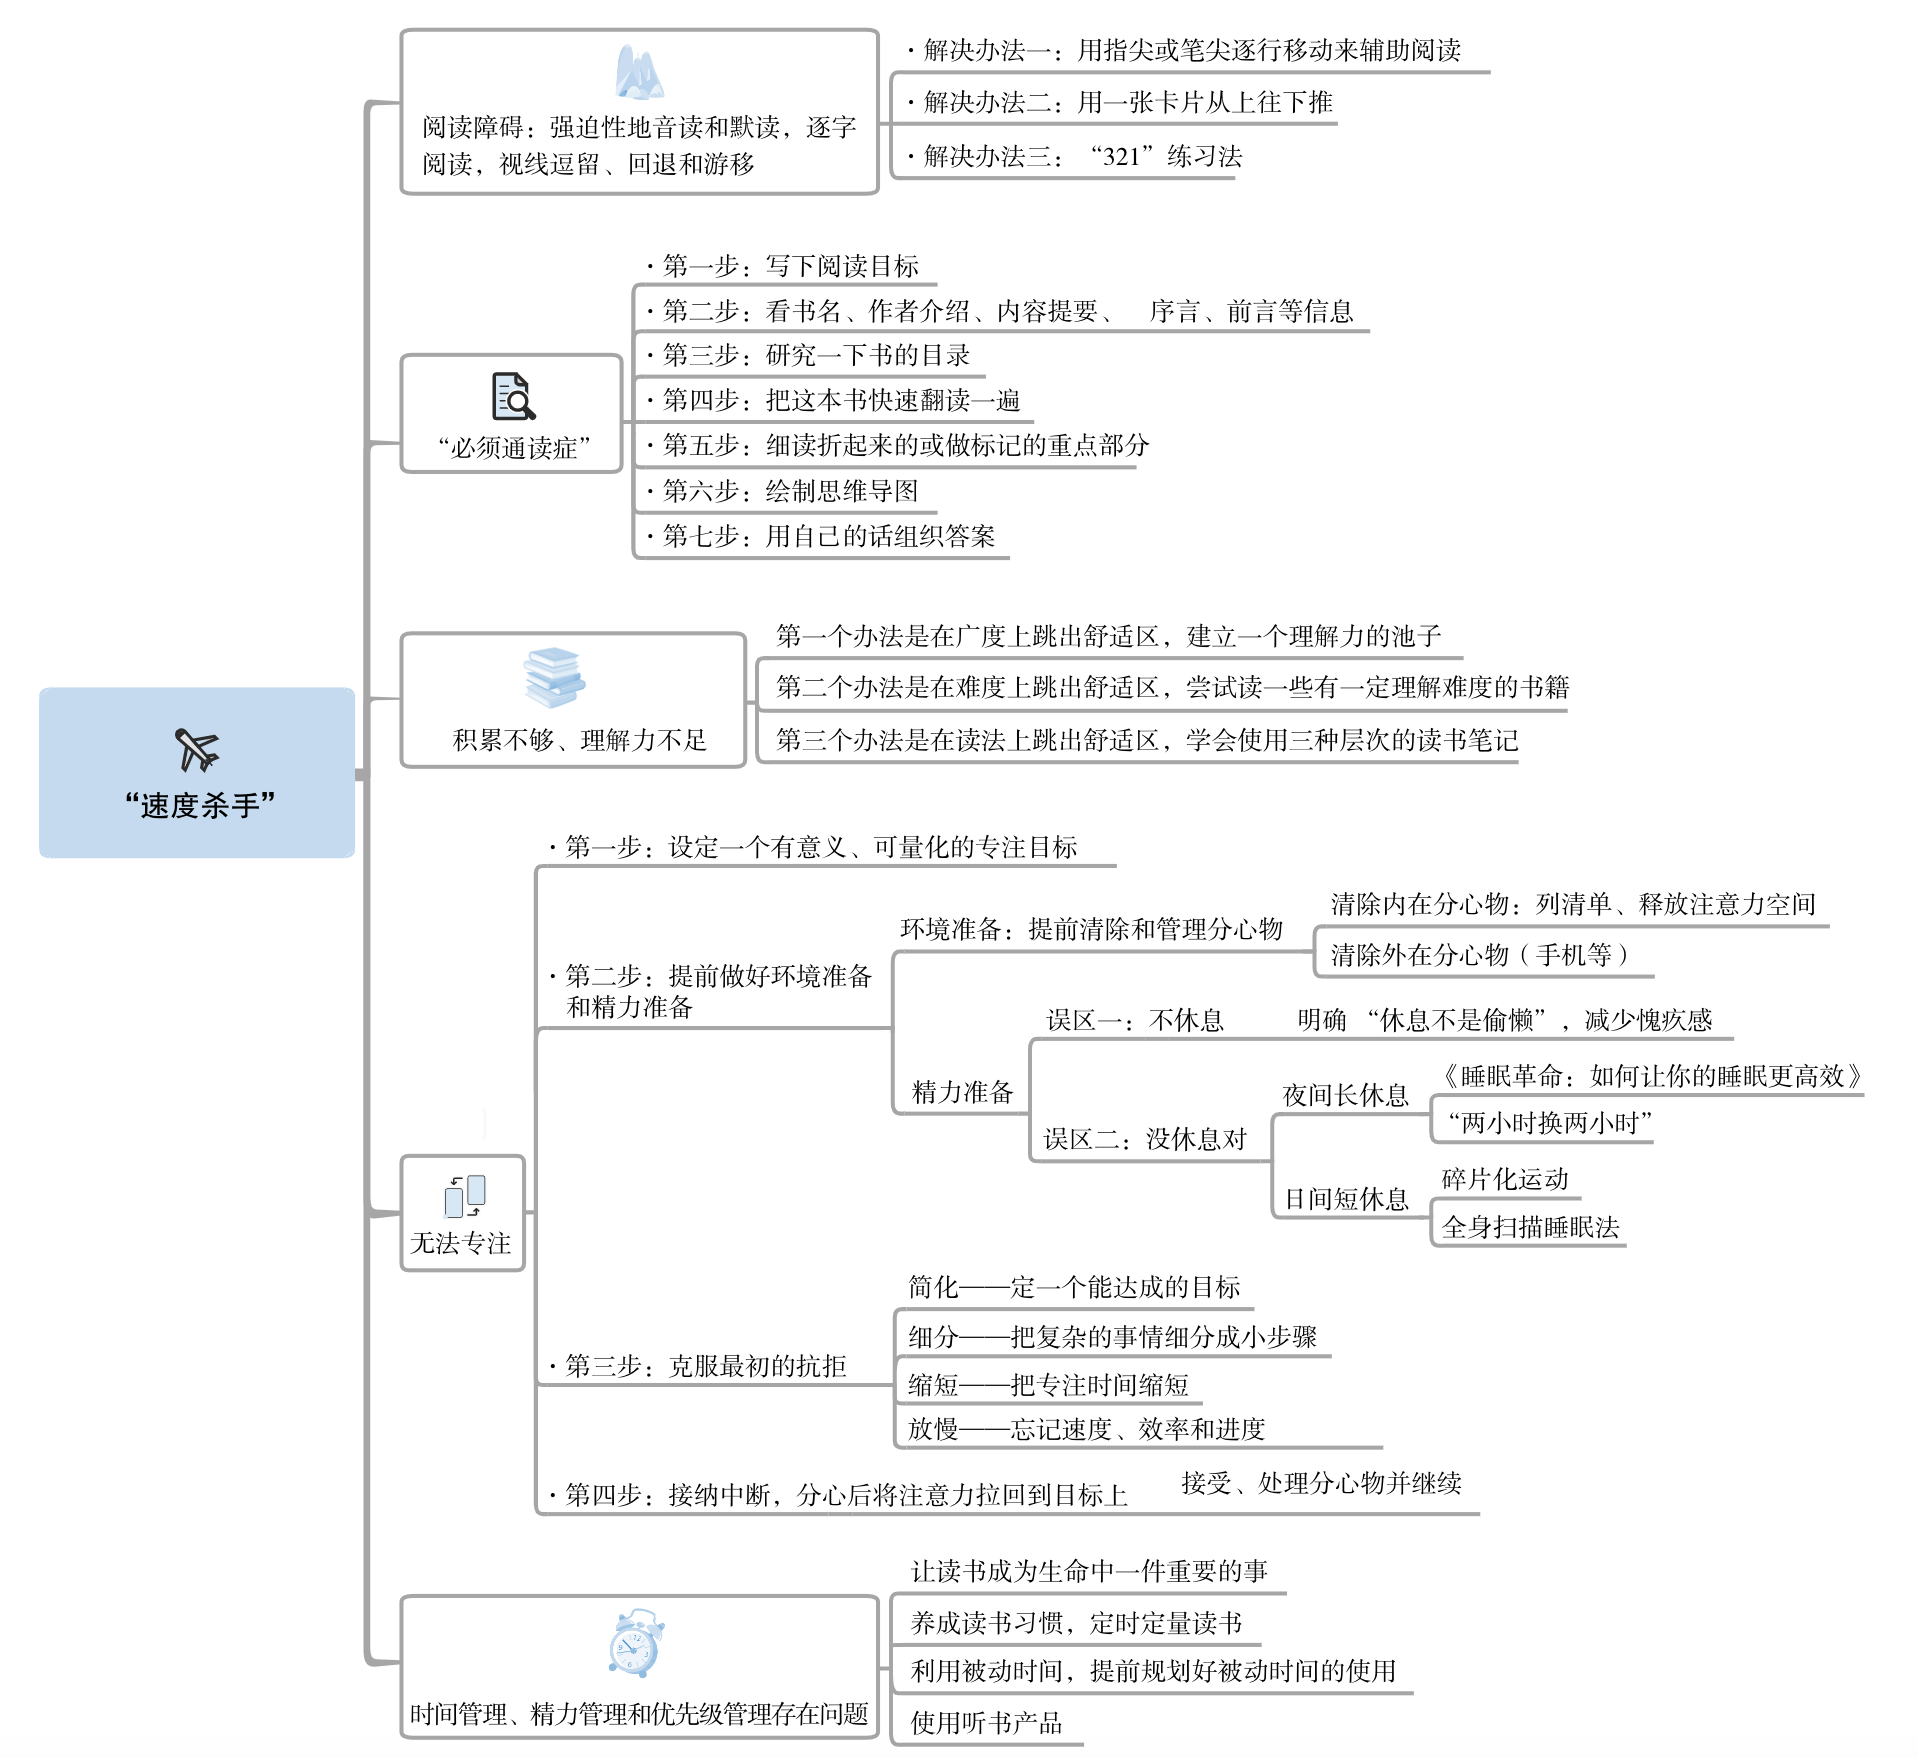 “速度杀手”
阅读障碍：强迫性地音读和默读，逐字
阅读，视线逗留、回退和游移
·解决办法一：用指尖或笔尖逐行移动来辅助阅读
·解决办法二：用一张卡片从上往下推
·解决办法三：“321”练习法
“必须通读症”
·第一步：写下阅读目标
·第二步：看书名、作者介绍、内容提要、 序言、前言等信息
·第三步：研究一下书的目录
·第四步：把这本书快速翻读一遍
·第五步：细读折起来的或做标记的重点部分
·第六步：绘制思维导图
·第七步：用自己的话组织答案
积累不够、理解力不足
第一个办法是在广度上跳出舒适区，建立一个理解力的池子
第二个办法是在难度上跳出舒适区，尝试读一些有一定理解难度的书籍
第三个办法是在读法上跳出舒适区，学会使用三种层次的读书笔记
无法专注
·第一步：设定一个有意义、可量化的专注目标
·第二步：提前做好环境准备
和精力准备
环境准备：提前清除和管理分心物
清除内在分心物：列清单、释放注意力空间
清除外在分心物（手机等）
精力准备
误区一：不休息
明确“休息不是偷懒”，减少愧疚感
误区二：没休息对
夜间长休息
《睡眠革命：如何让你的睡眠更高效》
“两小时换两小时”
日间短休息
碎片化运动
全身扫描睡眠法
·第三步：克服最初的抗拒
简化——定一个能达成的目标
细分——把复杂的事情细分成小步骤
缩短——把专注时间缩短
放慢——忘记速度、效率和进度
·第四步：接纳中断，分心后将注意力拉回到目标上
接受、处理分心物并继续
时间管理、精力管理和优先级管理存在问题
让读书成为生命中一件重要的事
养成读书习惯，定时定量读书
利用被动时间，提前规划好被动时间的使用
使用听书产品